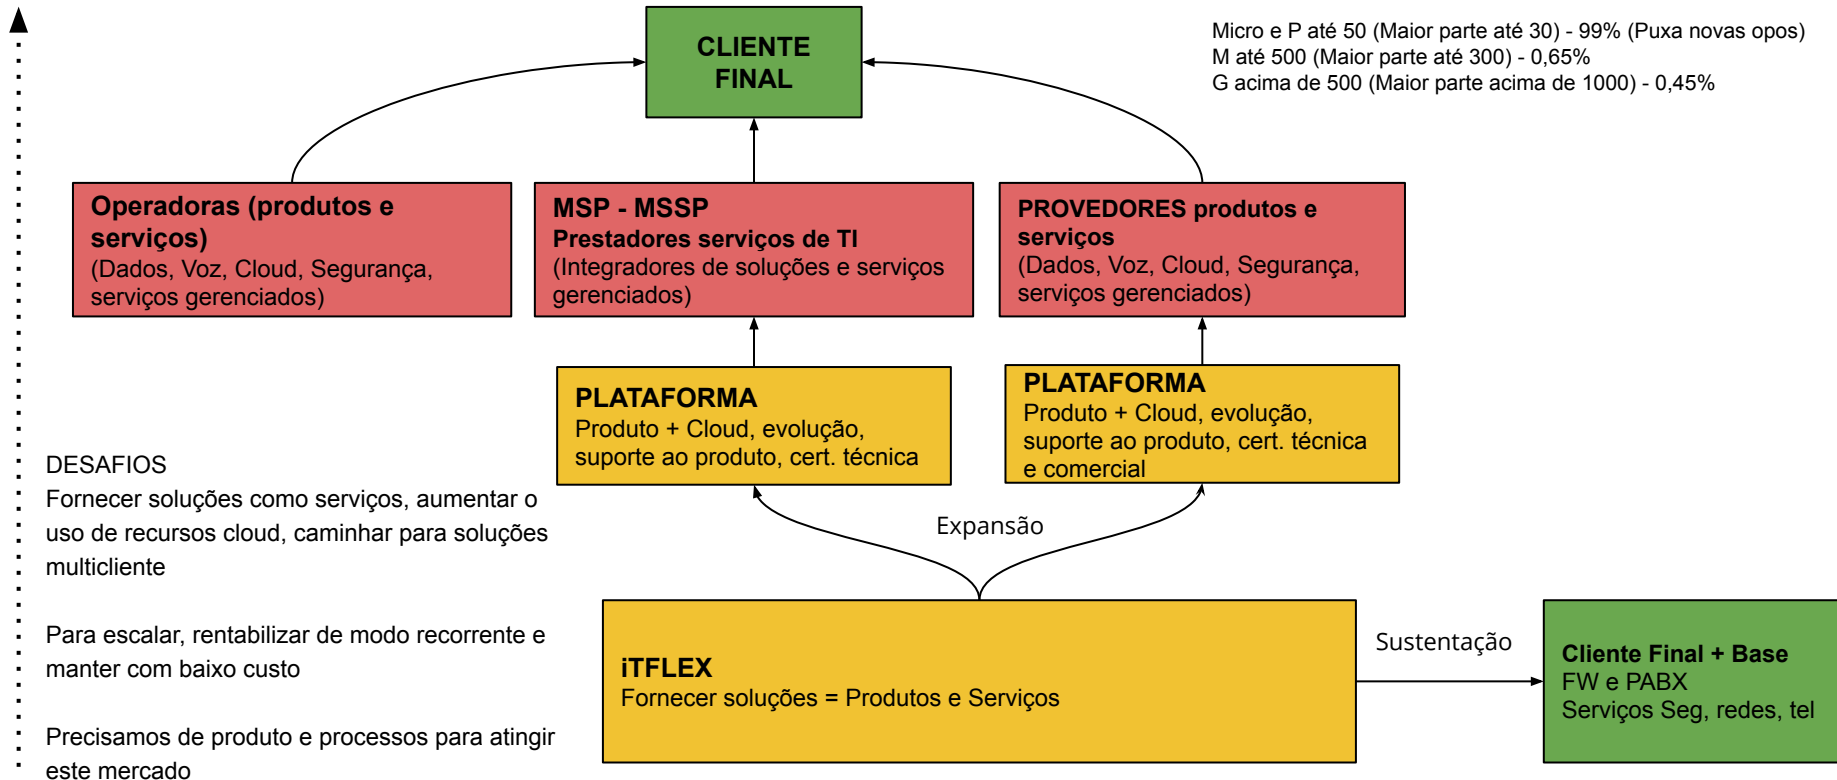 CLIENTE
FINAL
Micro e P até 50 (Maior parte até 30) - 99% (Puxa novas opos)
M até 500 (Maior parte até 300) - 0,65%
G acima de 500 (Maior parte acima de 1000) - 0,45%
Operadoras (produtos e
serviços)
(Dados, Voz, Cloud, Segurança,
serviços gerenciados)
MSP - MSSP
Prestadores serviços de TI
(Integradores de soluções e serviços
gerenciados)
PROVEDORES produtos e
serviços
(Dados, Voz, Cloud, Segurança,
serviços gerenciados)
PLATAFORMA
Produto + Cloud, evolução,
suporte ao produto, cert. técnica
PLATAFORMA
Produto + Cloud, evolução,
suporte ao produto, cert. técnica
e comercial
DESAFIOS
Fornecer soluções como serviços, aumentar o
uso de recursos cloud, caminhar para soluções
multicliente
Para escalar, rentabilizar de modo recorrente e
manter com baixo custo
Precisamos de produto e processos para atingir
este mercado
Expansão
iTFLEX
Fornecer soluções = Produtos e Serviços
Sustentação
Cliente Final + Base
FW e PABX
Serviços Seg, redes, tel